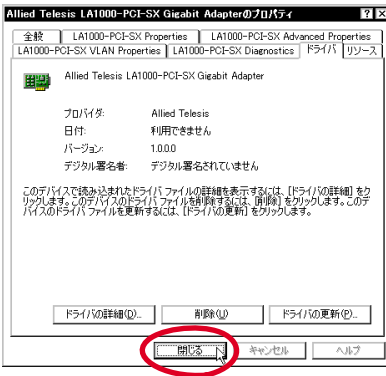 Allied Telesis LA1000-PCI-SX Gigabit Adapterのプロパティ
全般 LA1000-PCI-SX Properties LA1000-PCI-SX Advanced Properties
LA1000-PCI-SX VLAN Properties LA1000-PCI-SX Diagnostics ドライバ リソース
Allied Telesis LA1000-PCI-SX Gigabit Adapter
プロバイダ: Allied Telesis
日付: 利用できません
バージョン: 1.0.0.0
デジタル署名者: デジタル署名されていません
このデバイスで読み込まれたドライバ ファイルの詳細を表示するには、[ドライバの詳細] をク
リックします。このデバイスのドライバ ファイルを削除するには、[削除] をクリックします。このデ
バイスのドライバ ファイルを更新するには、[ドライバの更新] をクリックします。
ドライバの詳細(D)... 削除(U) ドライバの更新(P)...
閉じる キャンセル ヘルプ